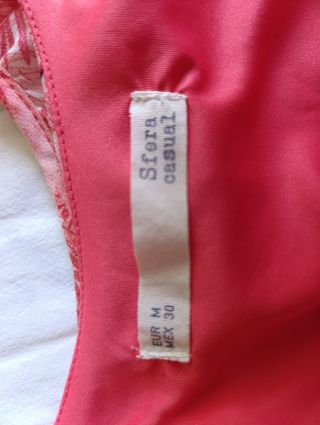 Sfera
casual
EUR M
MEX 30